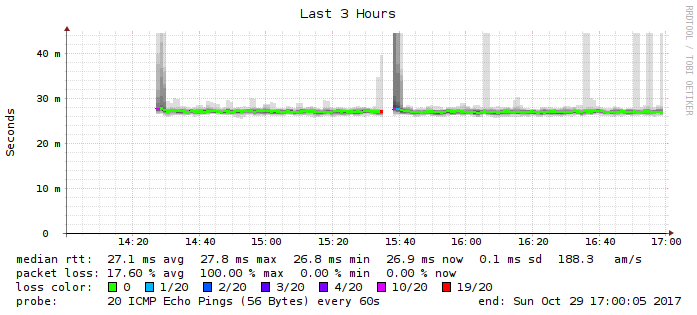 Last 3 Hours
RRDTOOL / TOBI OETIKER
Seconds
40 m
30 m
20 m
10 m
0
14:20 14:40 15:00 15:20 15:40 16:00 16:20 16:40 17:00
median rtt: 27.1 ms avg 27.8 ms max 26.8 ms min 26.9 ms now 0.1 ms sd 188.3 am/s
packet loss: 17.60 % avg 100.00 % max 0.00 % min 0.00 % now
loss color: 0 1/20 2/20 3/20 4/20 10/20 19/20
probe: 20 ICMP Echo Pings (56 Bytes) every 60s end: Sun Oct 29 17:00:05 2017